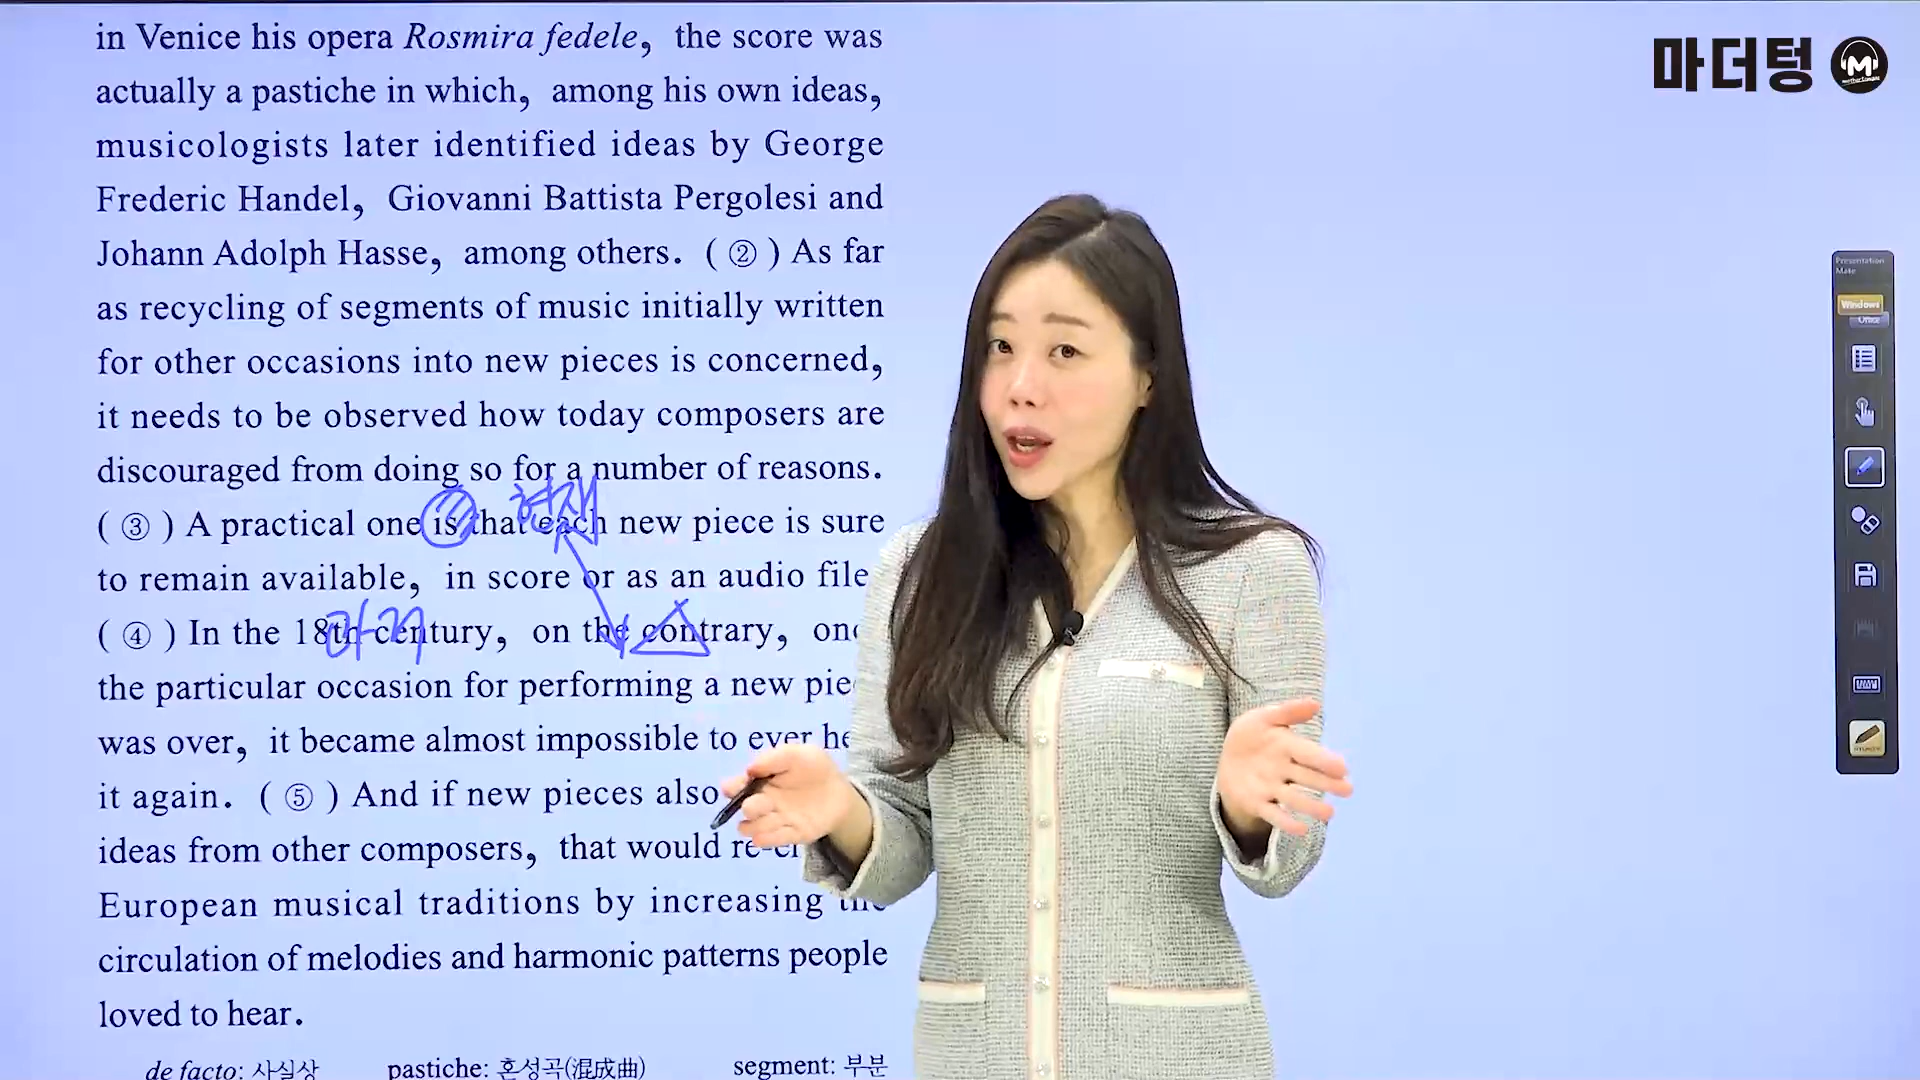 in Venice his opera Rosmira fedele, the score was
actually a pastiche in which, among his own ideas,
musicologists later identified ideas by George
Frederic Handel, Giovanni Battista Pergolesi and
Johann Adolph Hasse, among others. ( ② ) As far
as recycling of segments of music initially written
for other occasions into new pieces is concerned,
it needs to be observed how today composers are
discouraged from doing so for a number of reasons.
현재
( ③ ) A practical one is that each new piece is sure
to remain available, in score or as an audio file
과거
( ④ ) In the 18th century, on the contrary,
the particular occasion for performing a new
was over, it became almost impossible to ever
it again. ( ⑤ ) And if new pieces also
ideas from other composers, that would
European musical traditions by increasing the
circulation of melodies and harmonic patterns people
loved to hear.
de facto: 사실상 pastiche: 혼성곡(混成曲) segment: 부분
마더텅
M
Presentation
Mate
Windows
Office